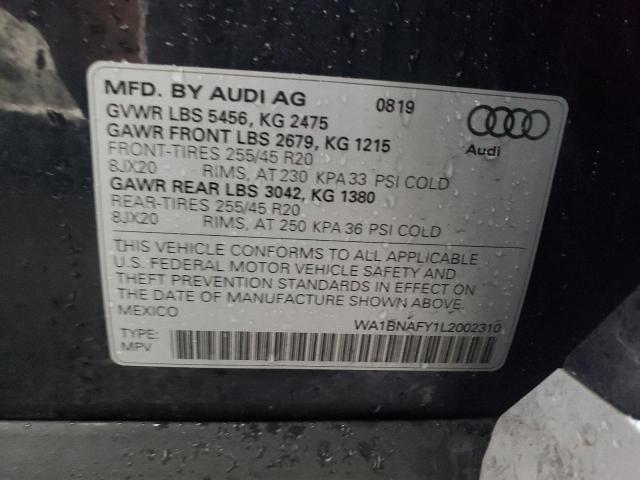 MFD. BY AUDI AG 0819
GVWR LBS 5456, KG 2475
GAWR FRONT LBS 2679, KG 1215
FRONT-TIRES 255/45 R20
8JX20 RIMS, AT 230 KPA 33 PSI COLD
GAWR REAR LBS 3042, KG 1380
REAR-TIRES 255/45 R20
8JX20 RIMS, AT 250 KPA 36 PSI COLD
Audi
THIS VEHICLE CONFORMS TO ALL APPLICABLE
U.S. FEDERAL MOTOR VEHICLE SAFETY AND
THEFT PREVENTION STANDARDS IN EFFECT ON
THE DATE OF MANUFACTURE SHOWN ABOVE.
MEXICO
WA1BNAFY1L2002310
TYPE:
MPV